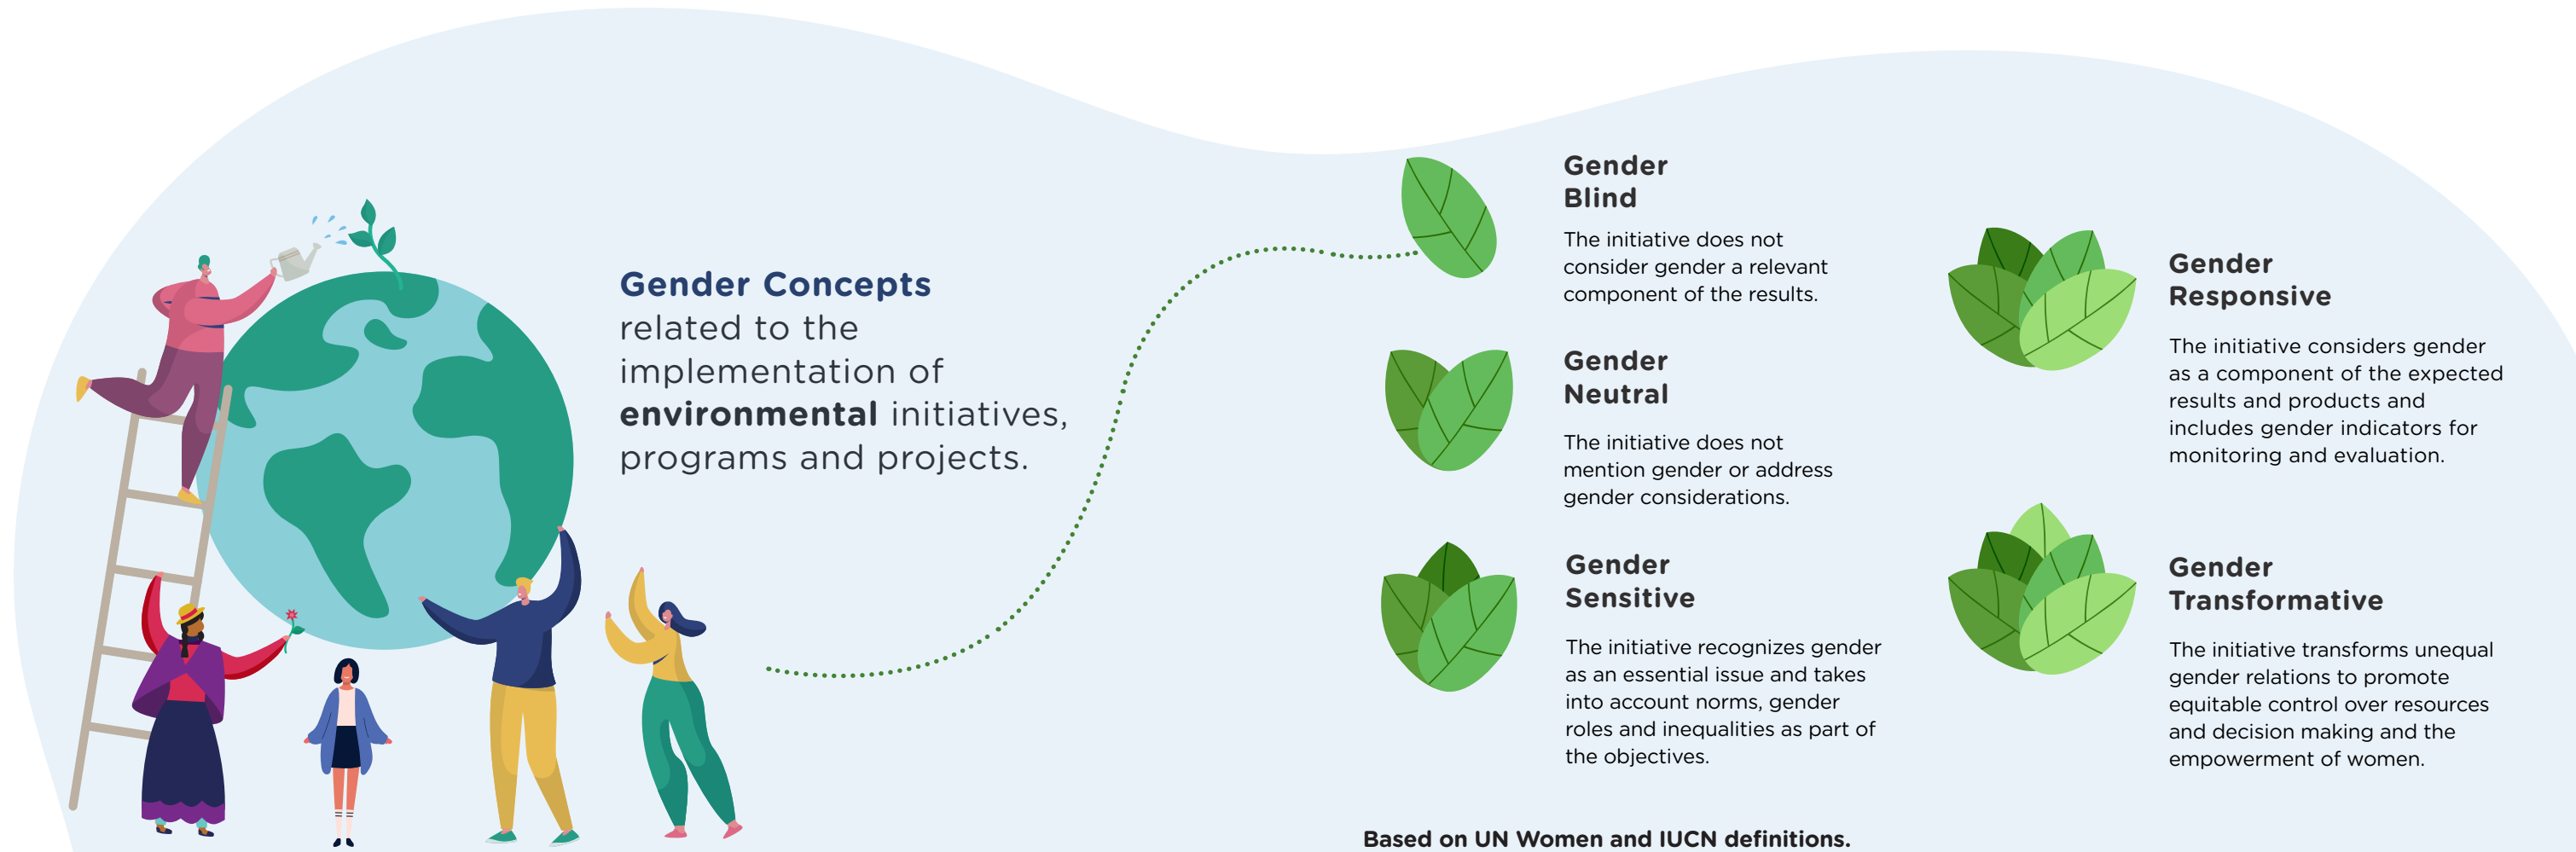 Gender Concepts
related to the
implementation of
environmental initiatives,
programs and projects.
Gender
Blind
The initiative does not
consider gender a relevant
component of the results.
Gender
Neutral
The initiative does not
mention gender or address
gender considerations.
Gender
Sensitive
The initiative recognizes gender
as an essential issue and takes
into account norms, gender
roles and inequalities as part of
the objectives.
Gender
Responsive
The initiative considers gender
as a component of the expected
results and products and
includes gender indicators for
monitoring and evaluation.
Gender
Transformative
The initiative transforms unequal
gender relations to promote
equitable control over resources
and decision making and the
empowerment of women.
Based on UN Women and IUCN definitions.